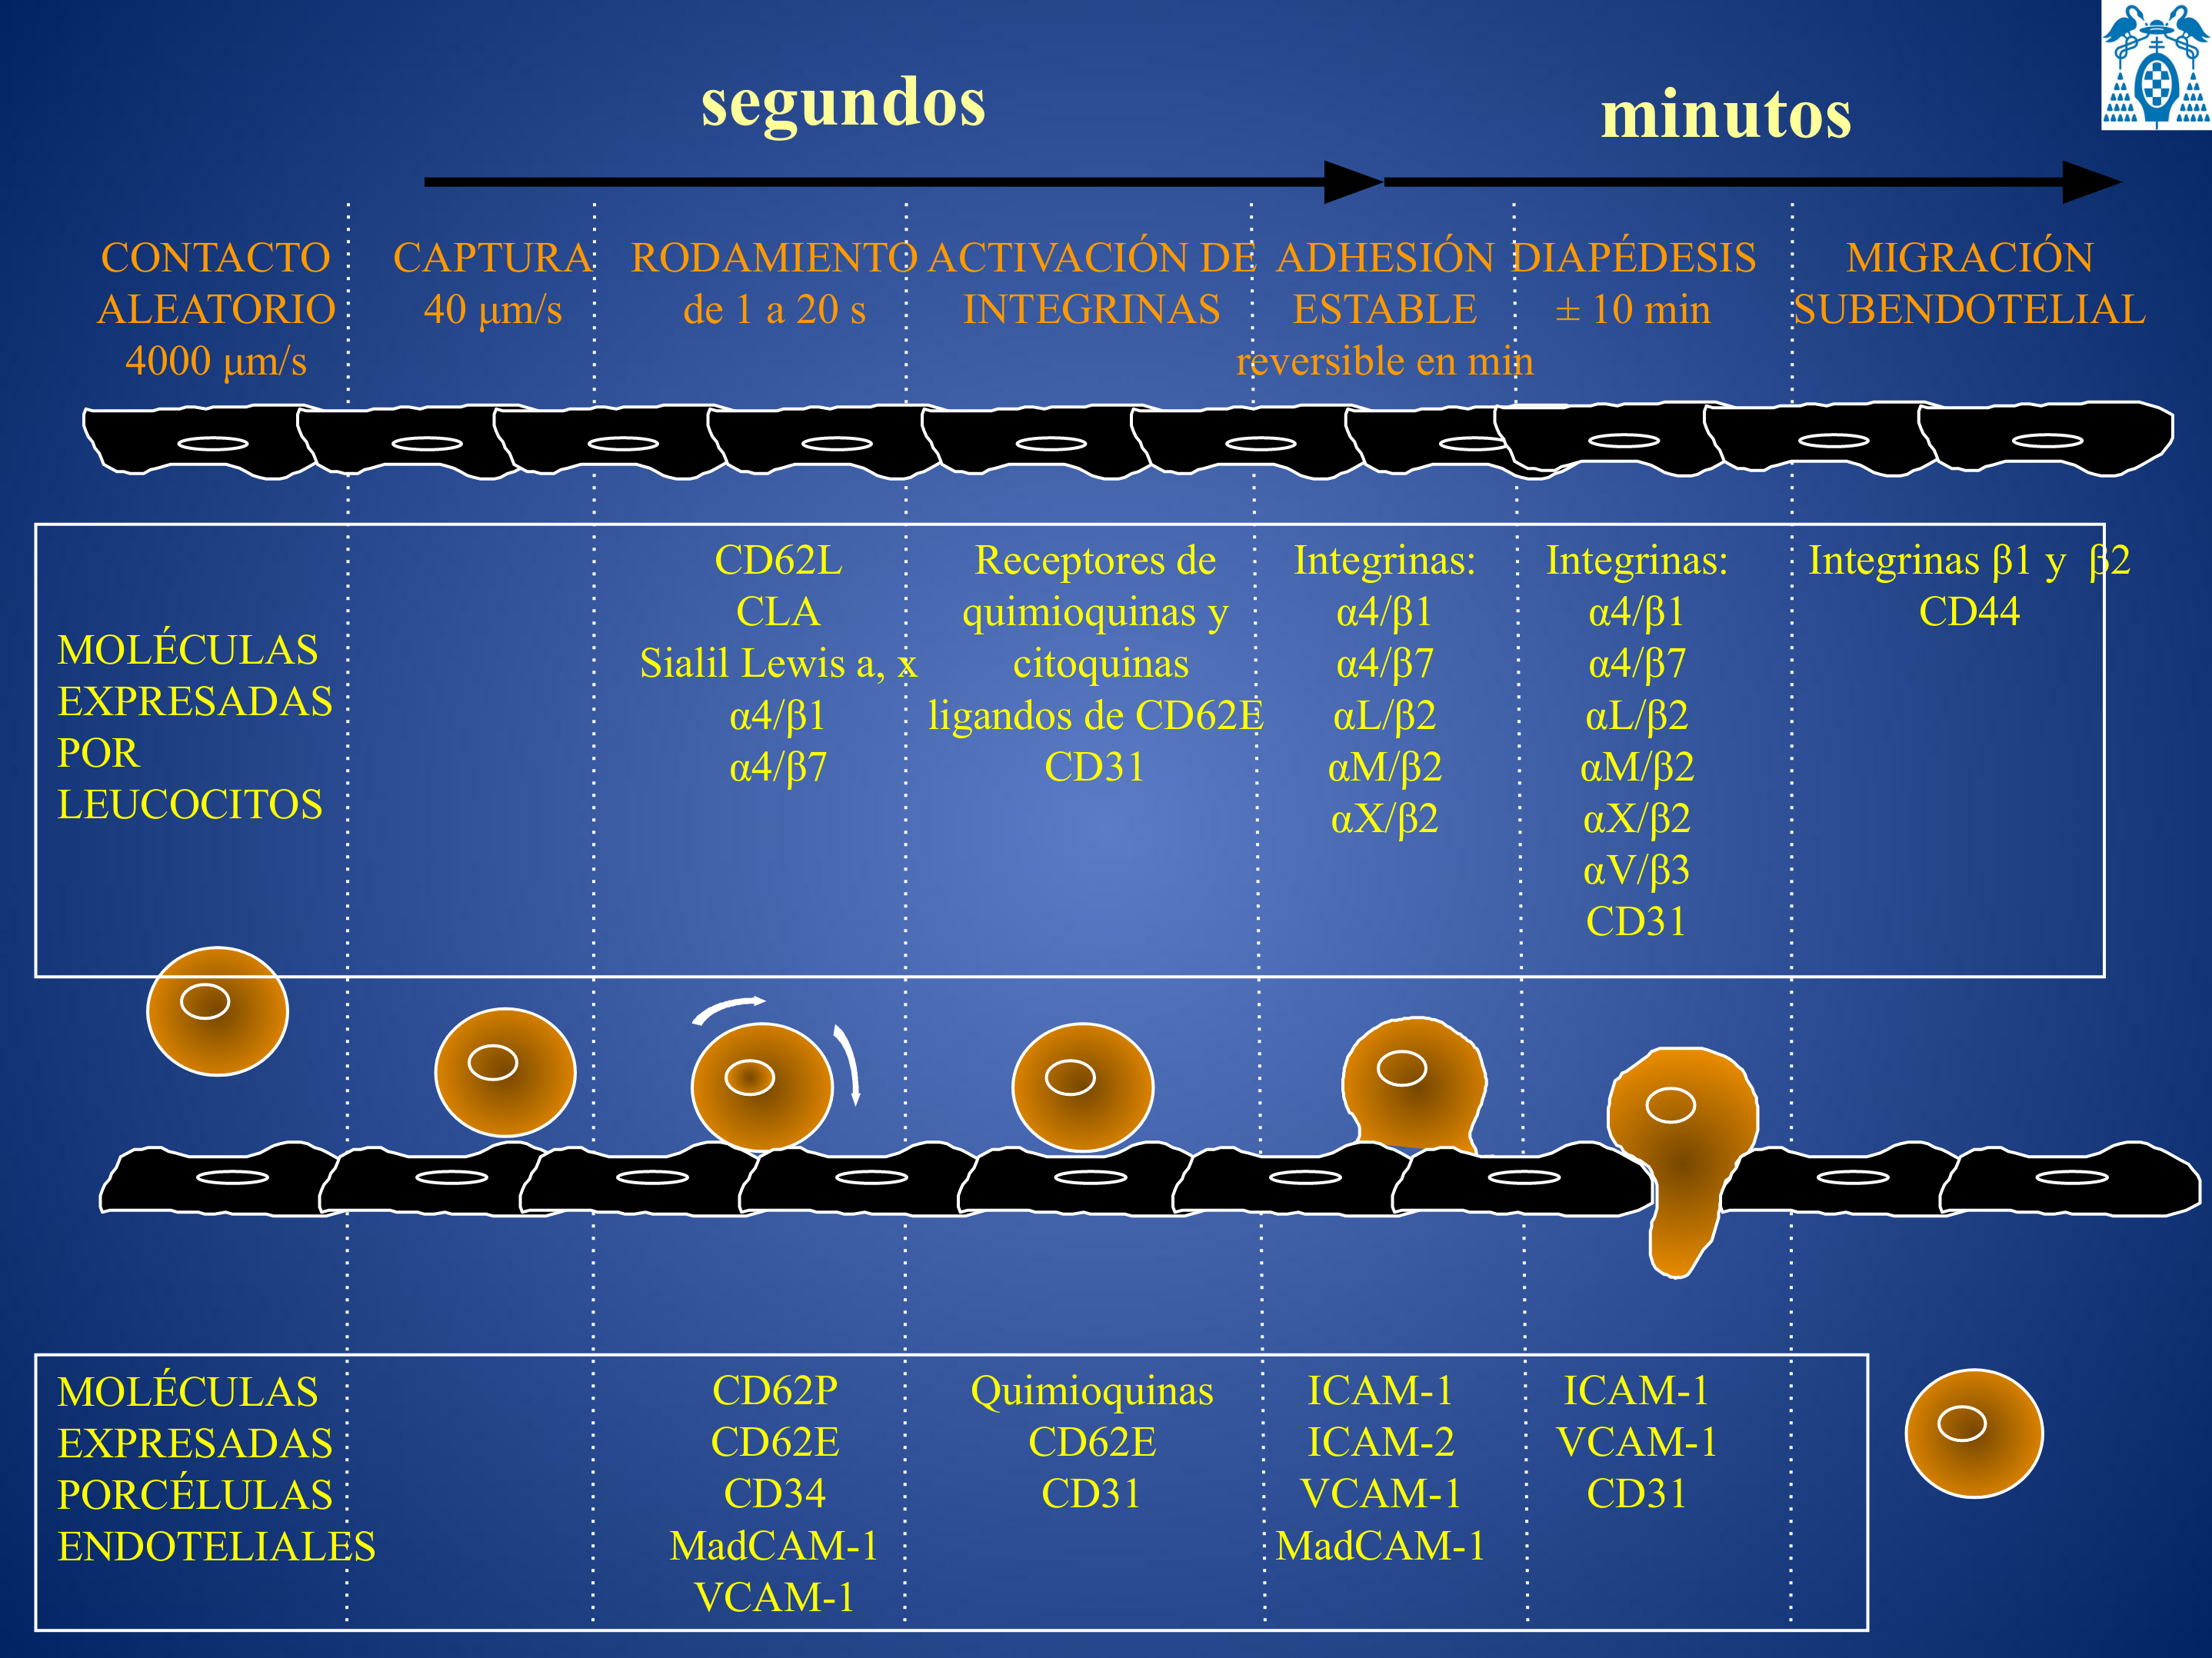 segundos
minutos
CONTACTO
ALEATORIO
4000 μm/s
CAPTURA
40 μm/s
RODAMIENTO
de 1 a 20 s
ACTIVACIÓN DE
INTEGRINAS
ADHESIÓN
ESTABLE
reversible en min
DIAPÉDESIS
± 10 min
MIGRACIÓN
SUBENDOTELIAL
MOLÉCULAS
EXPRESADAS
POR
LEUCOCITOS
CD62L
CLA
Sialil Lewis a, x
α4/β1
α4/β7
Receptores de
quimioquinas y
citoquinas
ligandos de CD62E
CD31
Integrinas:
α4/β1
α4/β7
αL/β2
αM/β2
αX/β2
Integrinas:
α4/β1
α4/β7
αL/β2
αM/β2
αX/β2
αV/β3
CD31
Integrinas β1 y β2
CD44
MOLÉCULAS
EXPRESADAS
PORCÉLULAS
ENDOTELIALES
CD62P
CD62E
CD34
MadCAM-1
VCAM-1
Quimioquinas
CD62E
CD31
ICAM-1
ICAM-2
VCAM-1
MadCAM-1
ICAM-1
VCAM-1
CD31